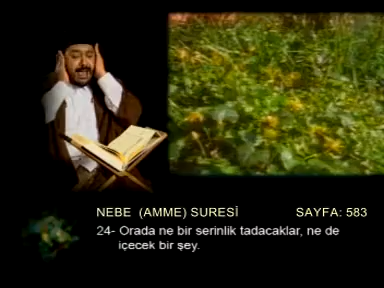 NEBE (AMME) SURESİ SAYFA: 583
24- Orada ne bir serinlik tadacaklar, ne de
içecek bir şey.